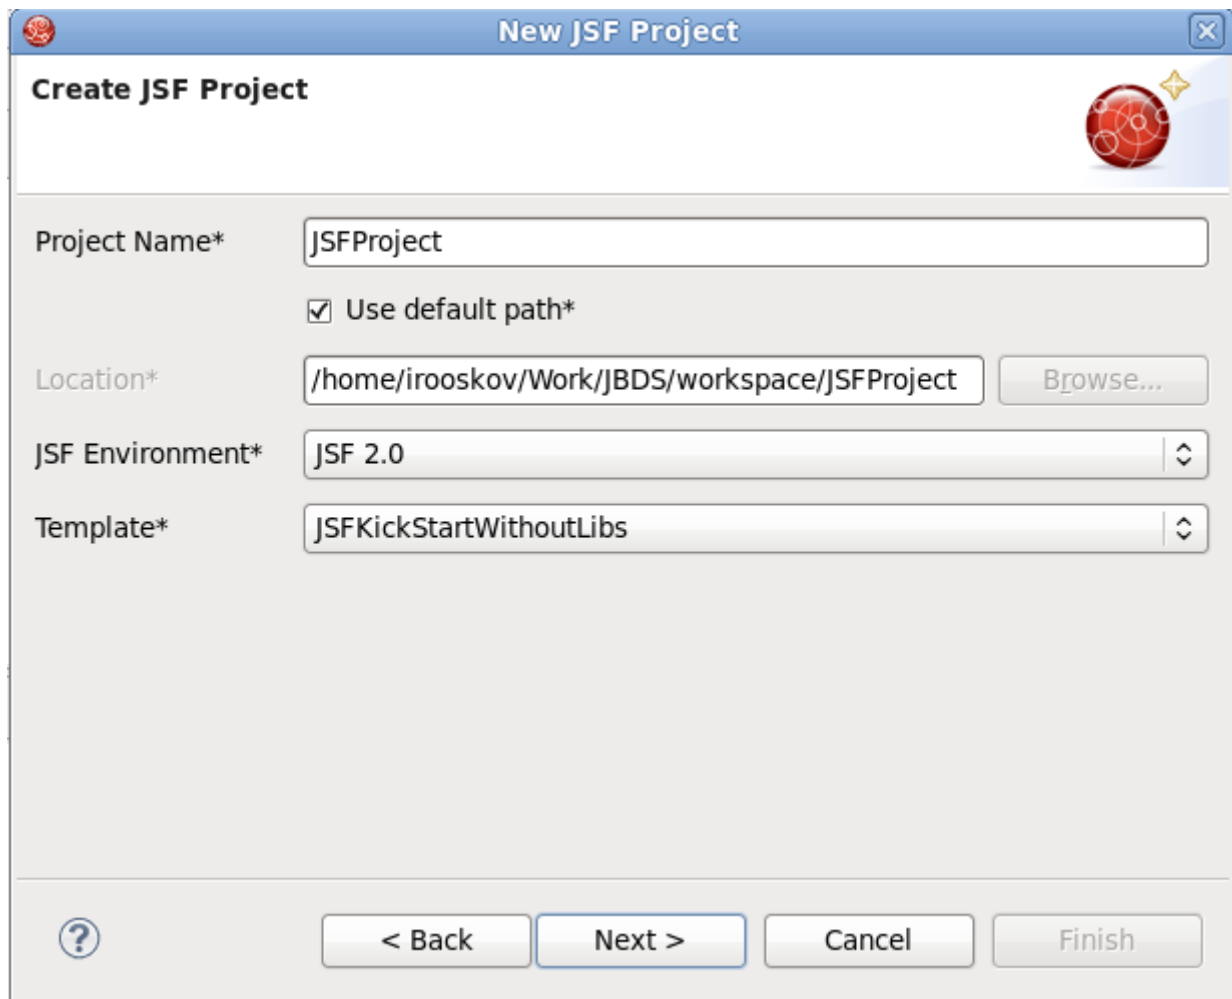 New JSF Project
Create JSF Project
Project Name* JSFProject
Use default path*
Location* /home/irooskov/Work/JBDS/workspace/JSFProject Browse...
JSF Environment* JSF 2.0
Template* JSFKickStartWithoutLibs
? < Back Next > Cancel Finish